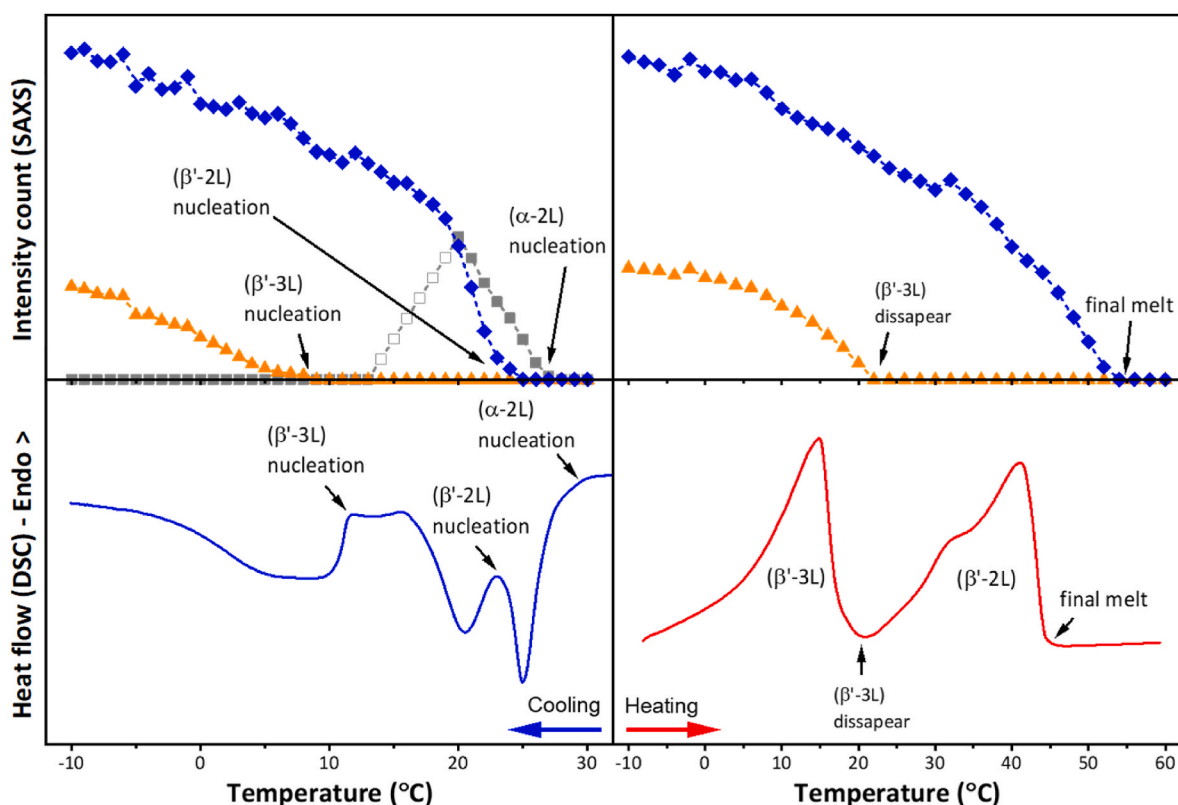 Intensity count (SAXS)
(β'-2L)
nucleation
(α-2L)
nucleation
(β'-3L)
nucleation
(β'-3L)
dissapear
final melt
Heat flow (DSC) - Endo >
(α-2L)
nucleation
(β'-3L)
nucleation
(β'-2L)
nucleation
Cooling
(β'-3L)
(β'-2L)
final melt
(β'-3L)
dissapear
Heating
-10 0 10 20 30
-10 0 10 20 30 40 50 60
Temperature (°C)
Temperature (°C)